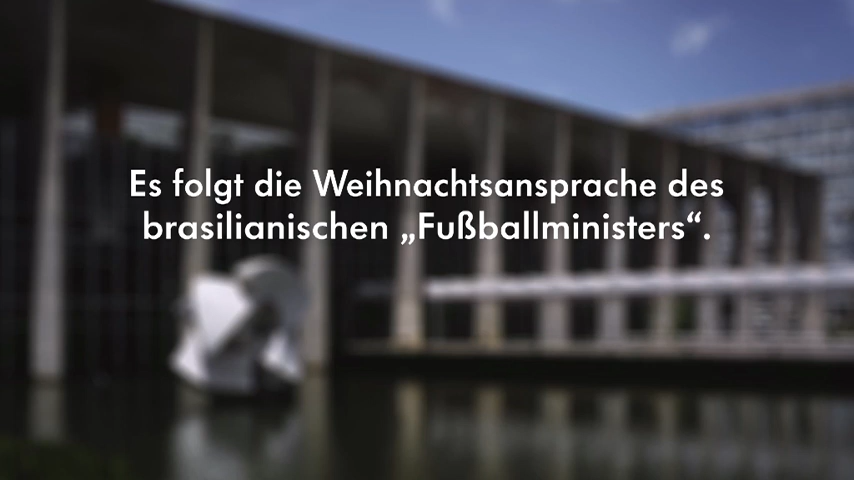 Es folgt die Weihnachtsansprache des
brasilianischen „Fußballministers“.